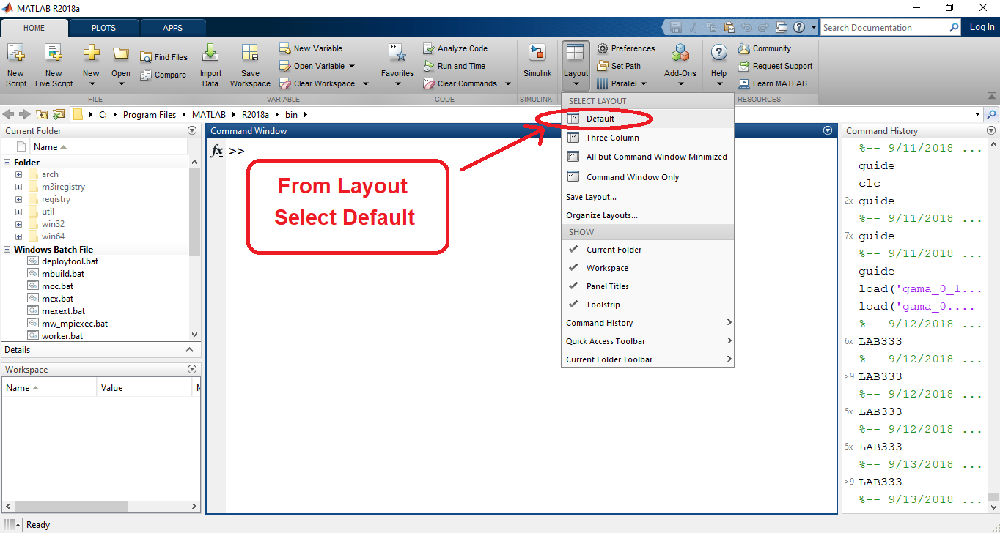 MATLAB R2018a
HOME
PLOTS
APPS
Search Documentation
Log In
New Script
New Live Script
New
Open
Find Files
Compare
FILE
Import Data
Save Workspace
New Variable
Open Variable
Clear Workspace
VARIABLE
Favorites
Analyze Code
Run and Time
Clear Commands
CODE
Simulink
SIMULINK
Layout
Preferences
Set Path
Parallel
Add-Ons
Help
Community
Request Support
Learn MATLAB
RESOURCES
C: Program Files MATLAB R2018a bin
Current Folder
Name
Folder
arch
m3iregistry
registry
util
win32
win64
Windows Batch File
deploytool.bat
mbuild.bat
mcc.bat
mex.bat
mexext.bat
mw_mpiexec.bat
worker.bat
Details
Workspace
Name Value
Command Window
fx >>
From Layout
Select Default
SELECT LAYOUT
Default
Three Column
All but Command Window Minimized
Command Window Only
Save Layout...
Organize Layouts...
SHOW
Current Folder
Workspace
Panel Titles
Toolstrip
Command History
Quick Access Toolbar
Current Folder Toolbar
Command History
%-- 9/11/2018 ...
guide
clc
2x guide
%-- 9/11/2018 ...
7x guide
%-- 9/11/2018 ...
guide
load('gama_0_1...
load('gama_0....
%-- 9/12/2018 ...
6x LAB333
%-- 9/12/2018 ...
>9 LAB333
%-- 9/12/2018 ...
5x LAB333
%-- 9/12/2018 ...
5x LAB333
%-- 9/13/2018 ...
>9 LAB333
%-- 9/13/2018 ...
Ready